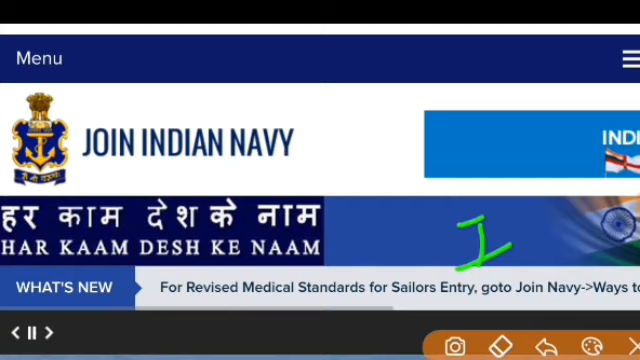 Menu
JOIN INDIAN NAVY
INDI
हर काम देश के नाम
HAR KAAM DESH KE NAAM
I
WHAT'S NEW
For Revised Medical Standards for Sailors Entry, goto Join Navy->Ways to